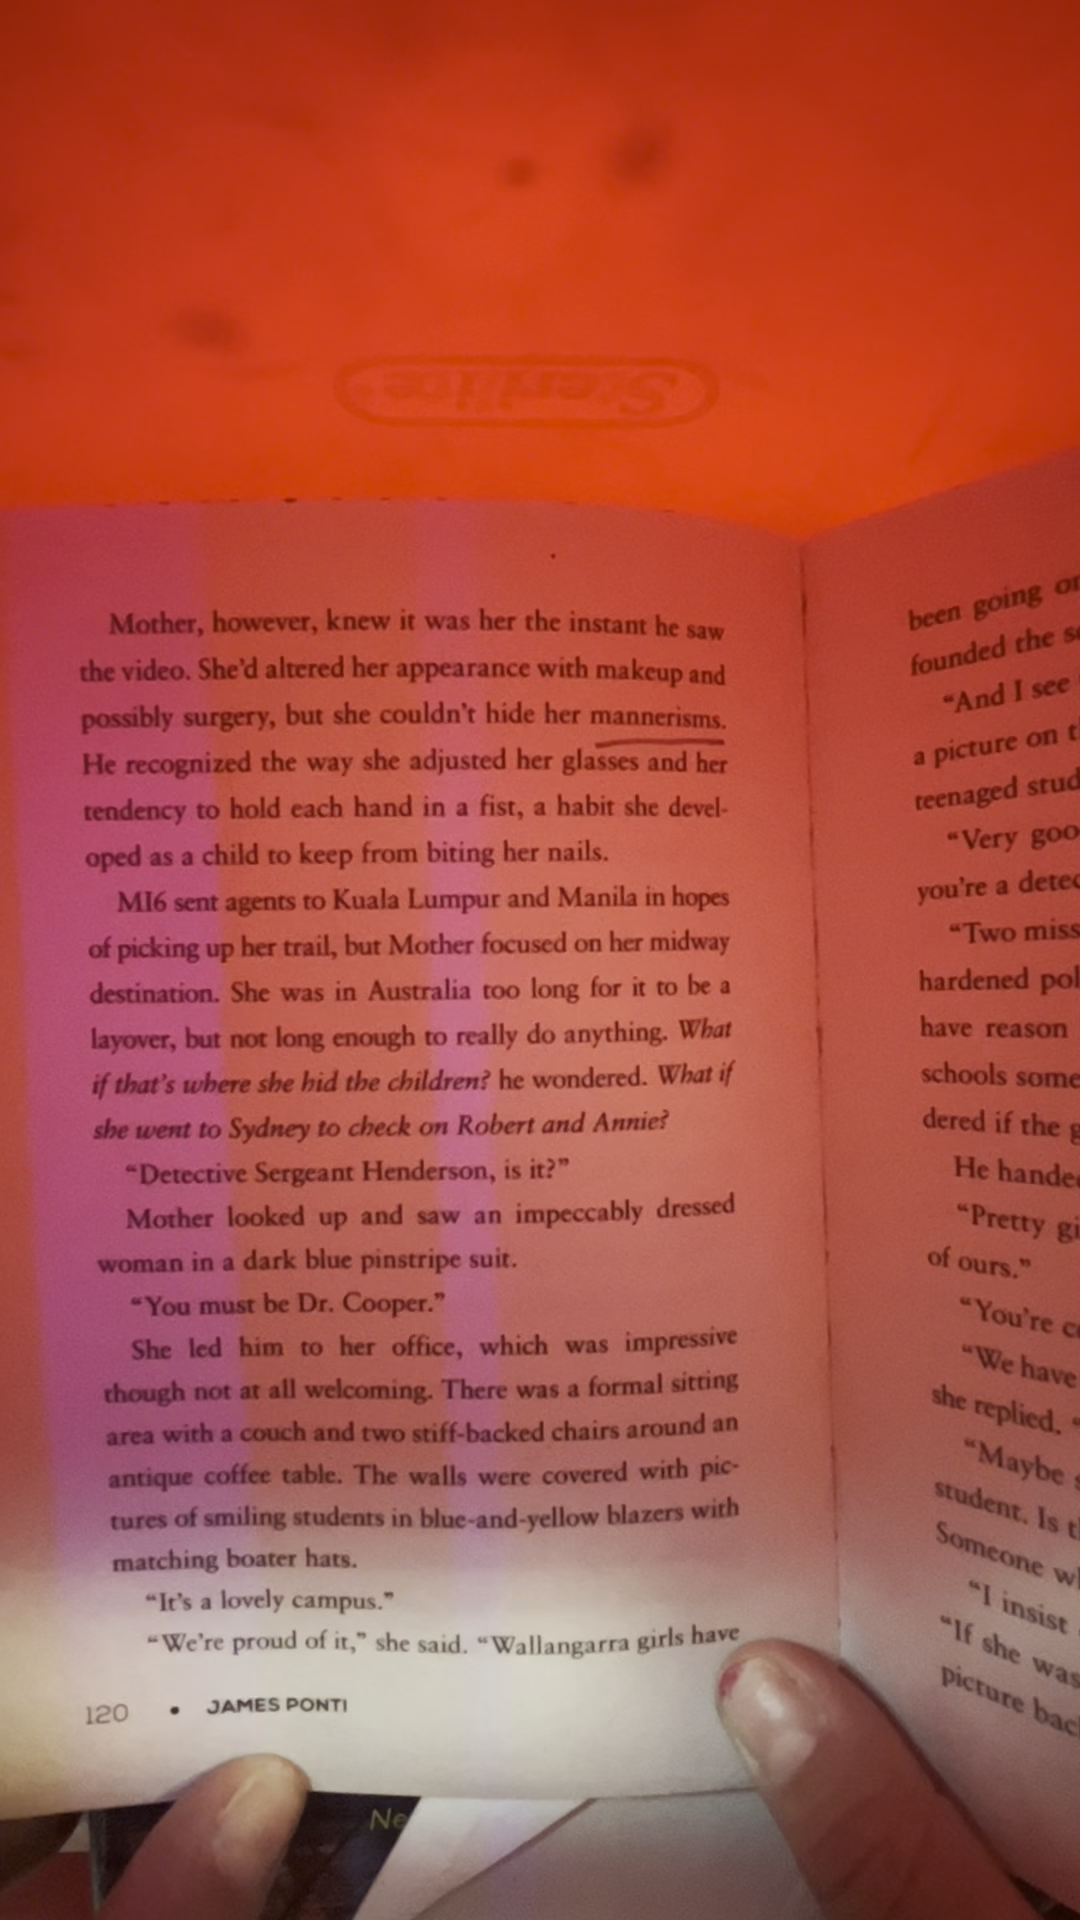 Sterilite
Mother, however, knew it was her the instant he saw
the video. She'd altered her appearance with makeup and
possibly surgery, but she couldn't hide her mannerisms.
He recognized the way she adjusted her glasses and her
tendency to hold each hand in a fist, a habit she devel-
oped as a child to keep from biting her nails.
MI6 sent agents to Kuala Lumpur and Manila in hopes
of picking up her trail, but Mother focused on her midway
destination. She was in Australia too long for it to be a
layover, but not long enough to really do anything. What
if that's where she hid the children? he wondered. What if
she went to Sydney to check on Robert and Annie?
"Detective Sergeant Henderson, is it?"
Mother looked up and saw an impeccably dressed
woman in a dark blue pinstripe suit.
"You must be Dr. Cooper."
She led him to her office, which was impressive
though not at all welcoming. There was a formal sitting
area with a couch and two stiff-backed chairs around an
antique coffee table. The walls were covered with pic-
tures of smiling students in blue-and-yellow blazers with
matching boater hats.
"It's a lovely campus."
"We're proud of it," she said. "Wallangarra girls have
120 • JAMES PONTI
been going
founded the
"And I see
a picture on
teenaged
"Very
you're a
"Two
hardened
have reason
schools
dered if the
He
"Pretty
of ours."
"You're
"We have
she replied.
"Maybe
student. Is
Someone
"I insist
"If she was
picture
Ne